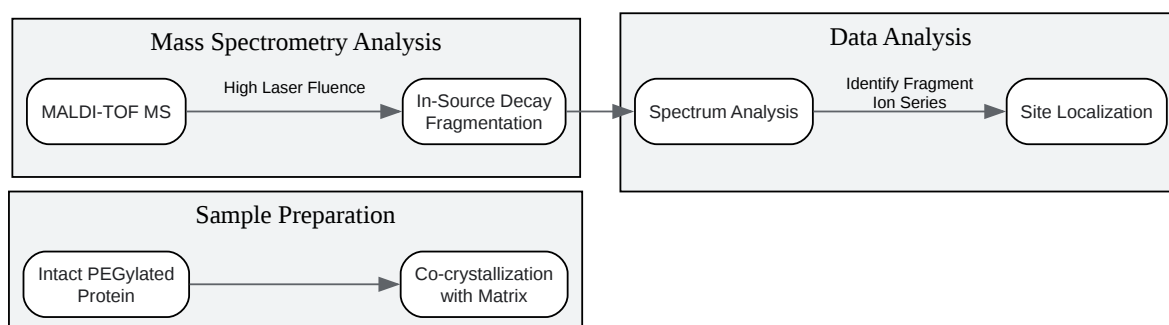 Mass Spectrometry Analysis
MALDI-TOF MS
High Laser Fluence
In-Source Decay
Fragmentation
Data Analysis
Spectrum Analysis
Identify Fragment
Ion Series
Site Localization
Sample Preparation
Intact PEGylated
Protein
Co-crystallization
with Matrix